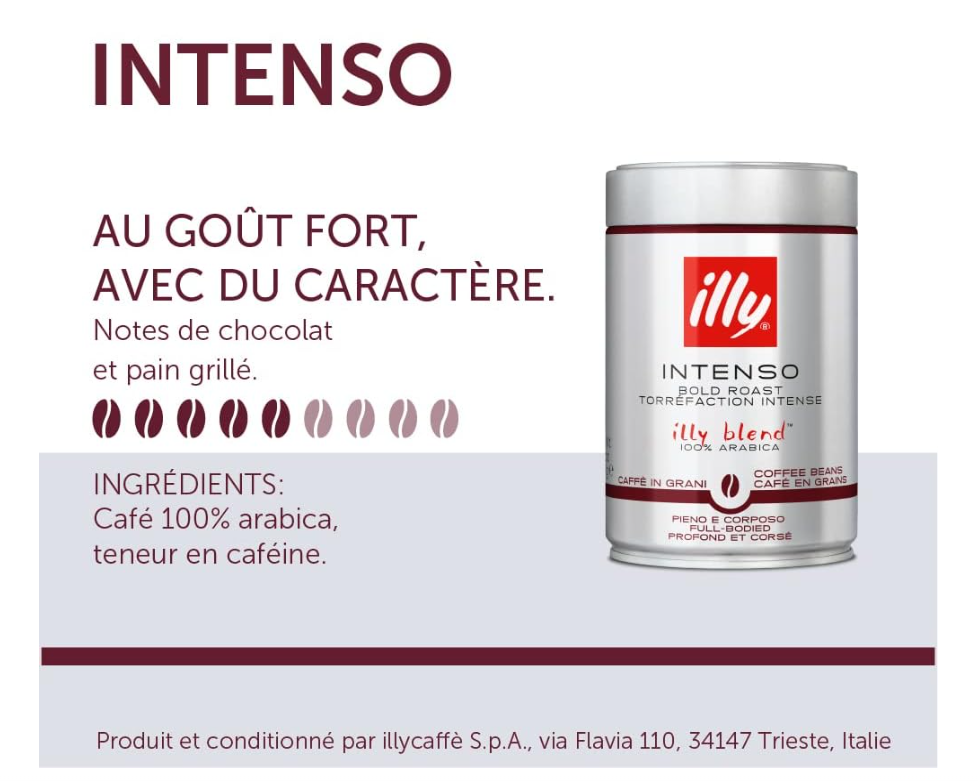 INTENSO
AU GOÛT FORT,
AVEC DU CARACTÈRE.
Notes de chocolat
et pain grillé.
INGRÉDIENTS:
Café 100% arabica,
teneur en caféine.
illy®
INTENSO
BOLD ROAST
TORRÉFACTION INTENSE
illy blend™
100% ARABICA
CAFFÈ IN GRANI
COFFEE BEANS
CAFÉ EN GRAINS
PIENO E CORPOSO
FULL-BODIED
PROFOND ET CORSÉ
Produit et conditionné par illycaffè S.p.A., via Flavia 110, 34147 Trieste, Italie